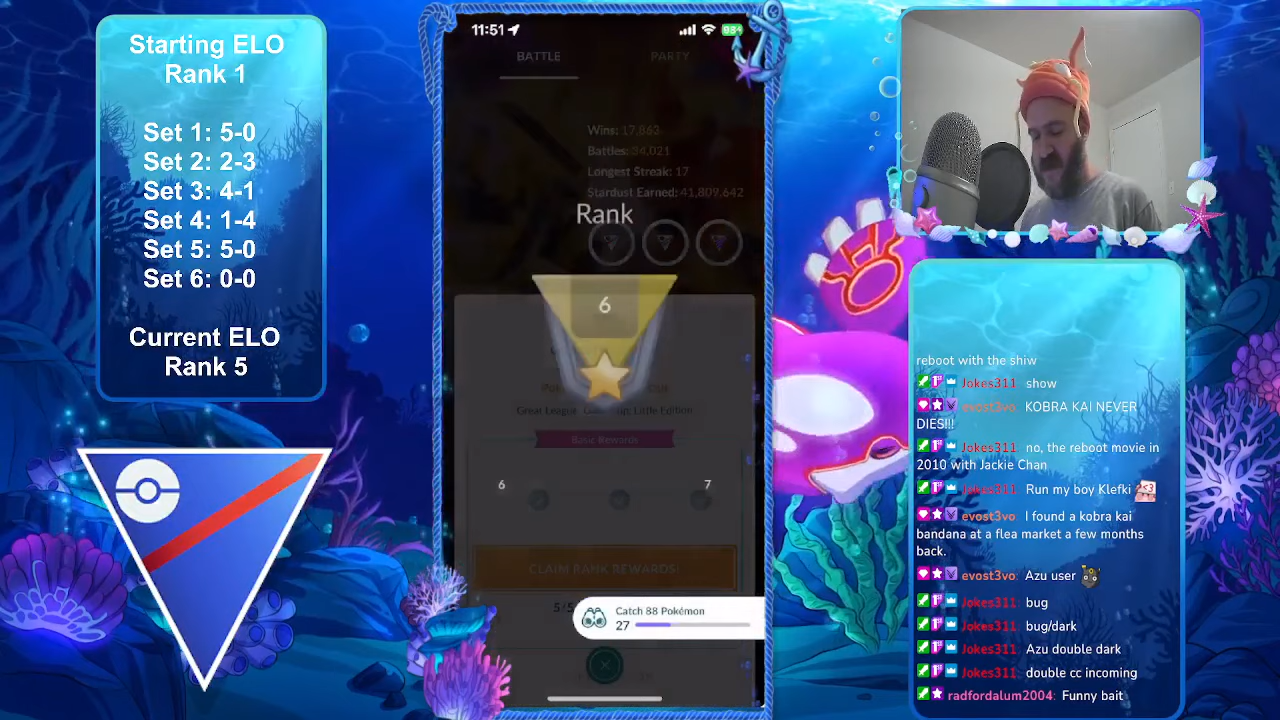 Starting ELO
Rank 1
Set 1: 5-0
Set 2: 2-3
Set 3: 4-1
Set 4: 1-4
Set 5: 5-0
Set 6: 0-0
Current ELO
Rank 5
11:51
98+
BATTLE
PARTY
Wins: 17,863
Battles: 34,021
Longest Streak: 17
Stardust Earned: 41,809,642
Rank
6
Great League, Little Edition
Basic Rewards
6
7
CLAIM RANK REWARDS!
Catch 88 Pokémon
27
reboot with the shiw
Jokes311: show
evost3vo: KOBRA KAI NEVER
DIES!!!
Jokes311: no, the reboot movie in
2010 with Jackie Chan
Jokes311: Run my boy Klefki
evost3vo: I found a kobra kai
bandana at a flea market a few months
back.
evost3vo: Azu user
Jokes311: bug
Jokes311: bug/dark
Jokes311: Azu double dark
Jokes311: double cc incoming
radfordalum2004: Funny bait